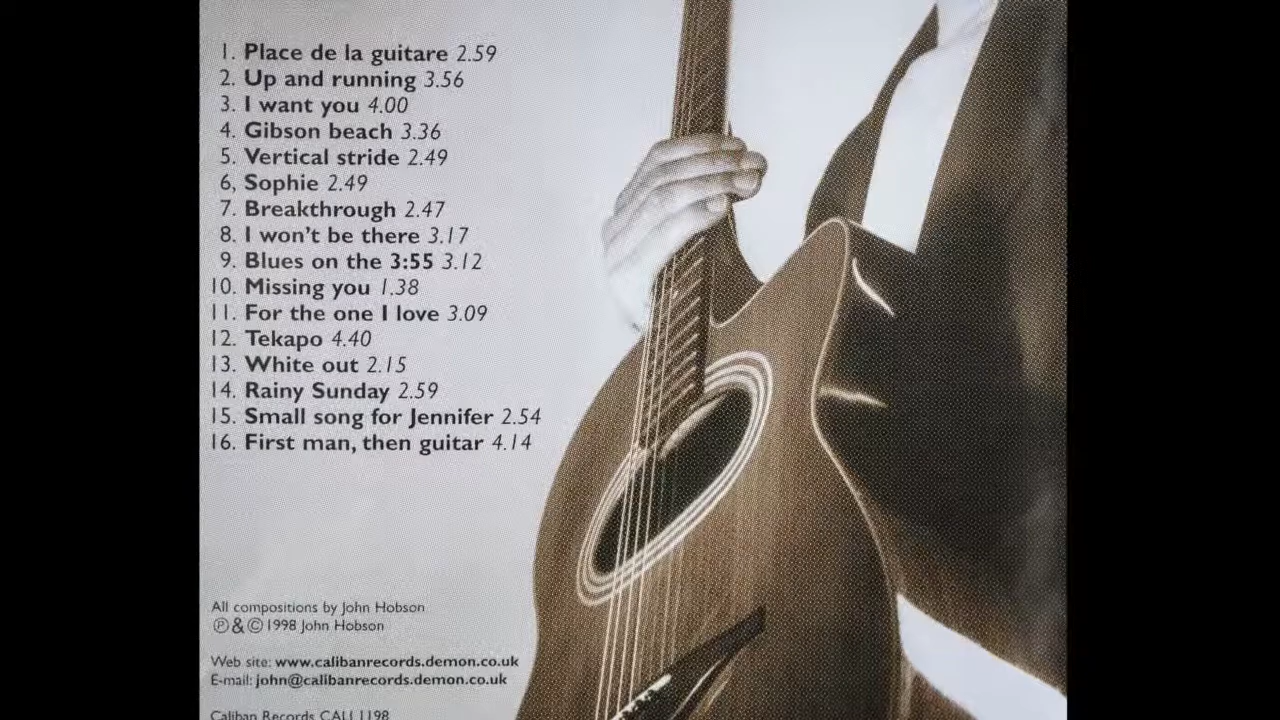 1. Place de la guitare 2.59
2. Up and running 3.56
3. I want you 4.00
4. Gibson beach 3.36
5. Vertical stride 2.49
6, Sophie 2.49
7. Breakthrough 2.47
8. I won't be there 3.17
9. Blues on the 3:55 3.12
10. Missing you 1.38
11. For the one I love 3.09
12. Tekapo 4.40
13. White out 2.15
14. Rainy Sunday 2.59
15. Small song for Jennifer 2.54
16. First man, then guitar 4.14
All compositions by John Hobson
℗ & © 1998 John Hobson
Web site: www.calibanrecords.demon.co.uk
E-mail: john@calibanrecords.demon.co.uk
Caliban Records CALI 1198